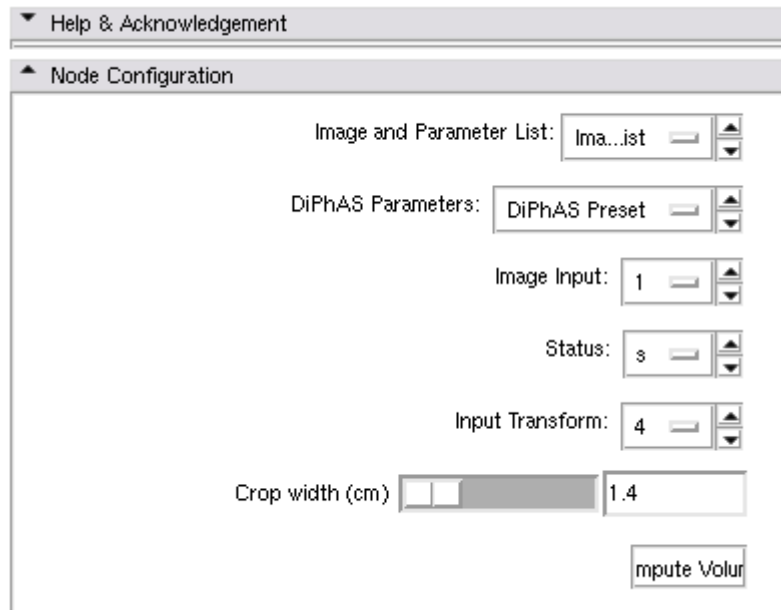 Help & Acknowledgement
Node Configuration
Image and Parameter List: Ima...ist
DiPhAS Parameters: DiPhAS Preset
Image Input: 1
Status: s
Input Transform: 4
Crop width (cm) 1.4
mpute Volur